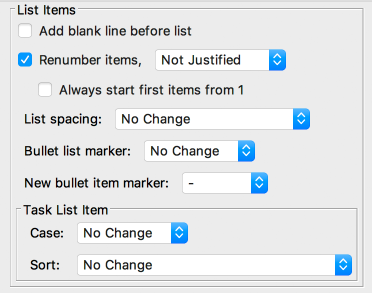 List Items
Add blank line before list
Renumber items, Not Justified
Always start first items from 1
List spacing: No Change
Bullet list marker: No Change
New bullet item marker: -
Task List Item
Case: No Change
Sort: No Change